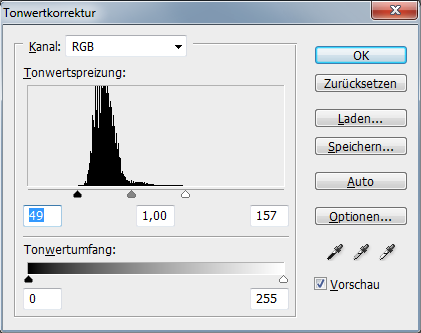 Tonwertkorrektur
Kanal: RGB
Tonwertspreizung:
49 1,00 157
Tonwertumfang:
0 255
OK
Zurücksetzen
Laden...
Speichern...
Auto
Optionen...
Vorschau